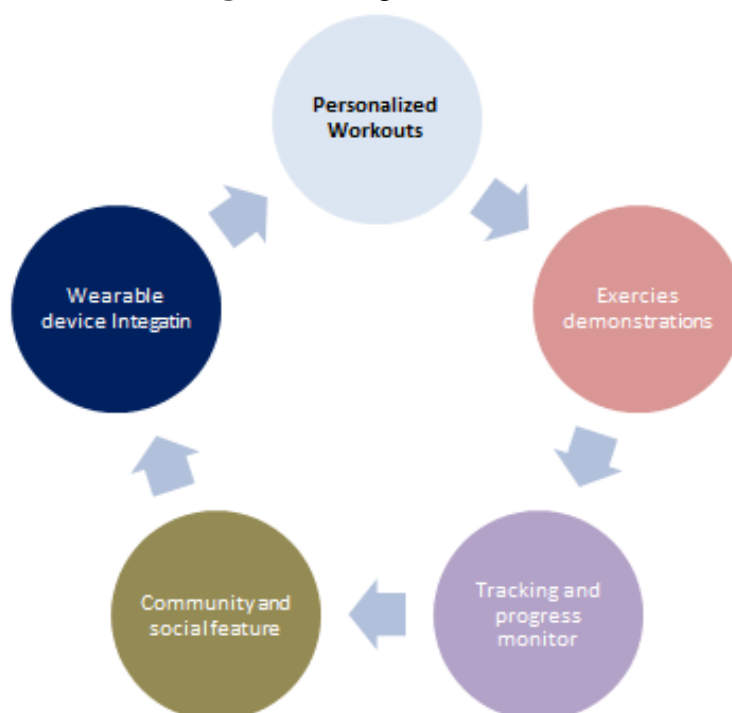 Personalized
Workouts
Exercies
demonstrations
Tracking and
progress
monitor
Community and
social feature
Wearable
device Integatin